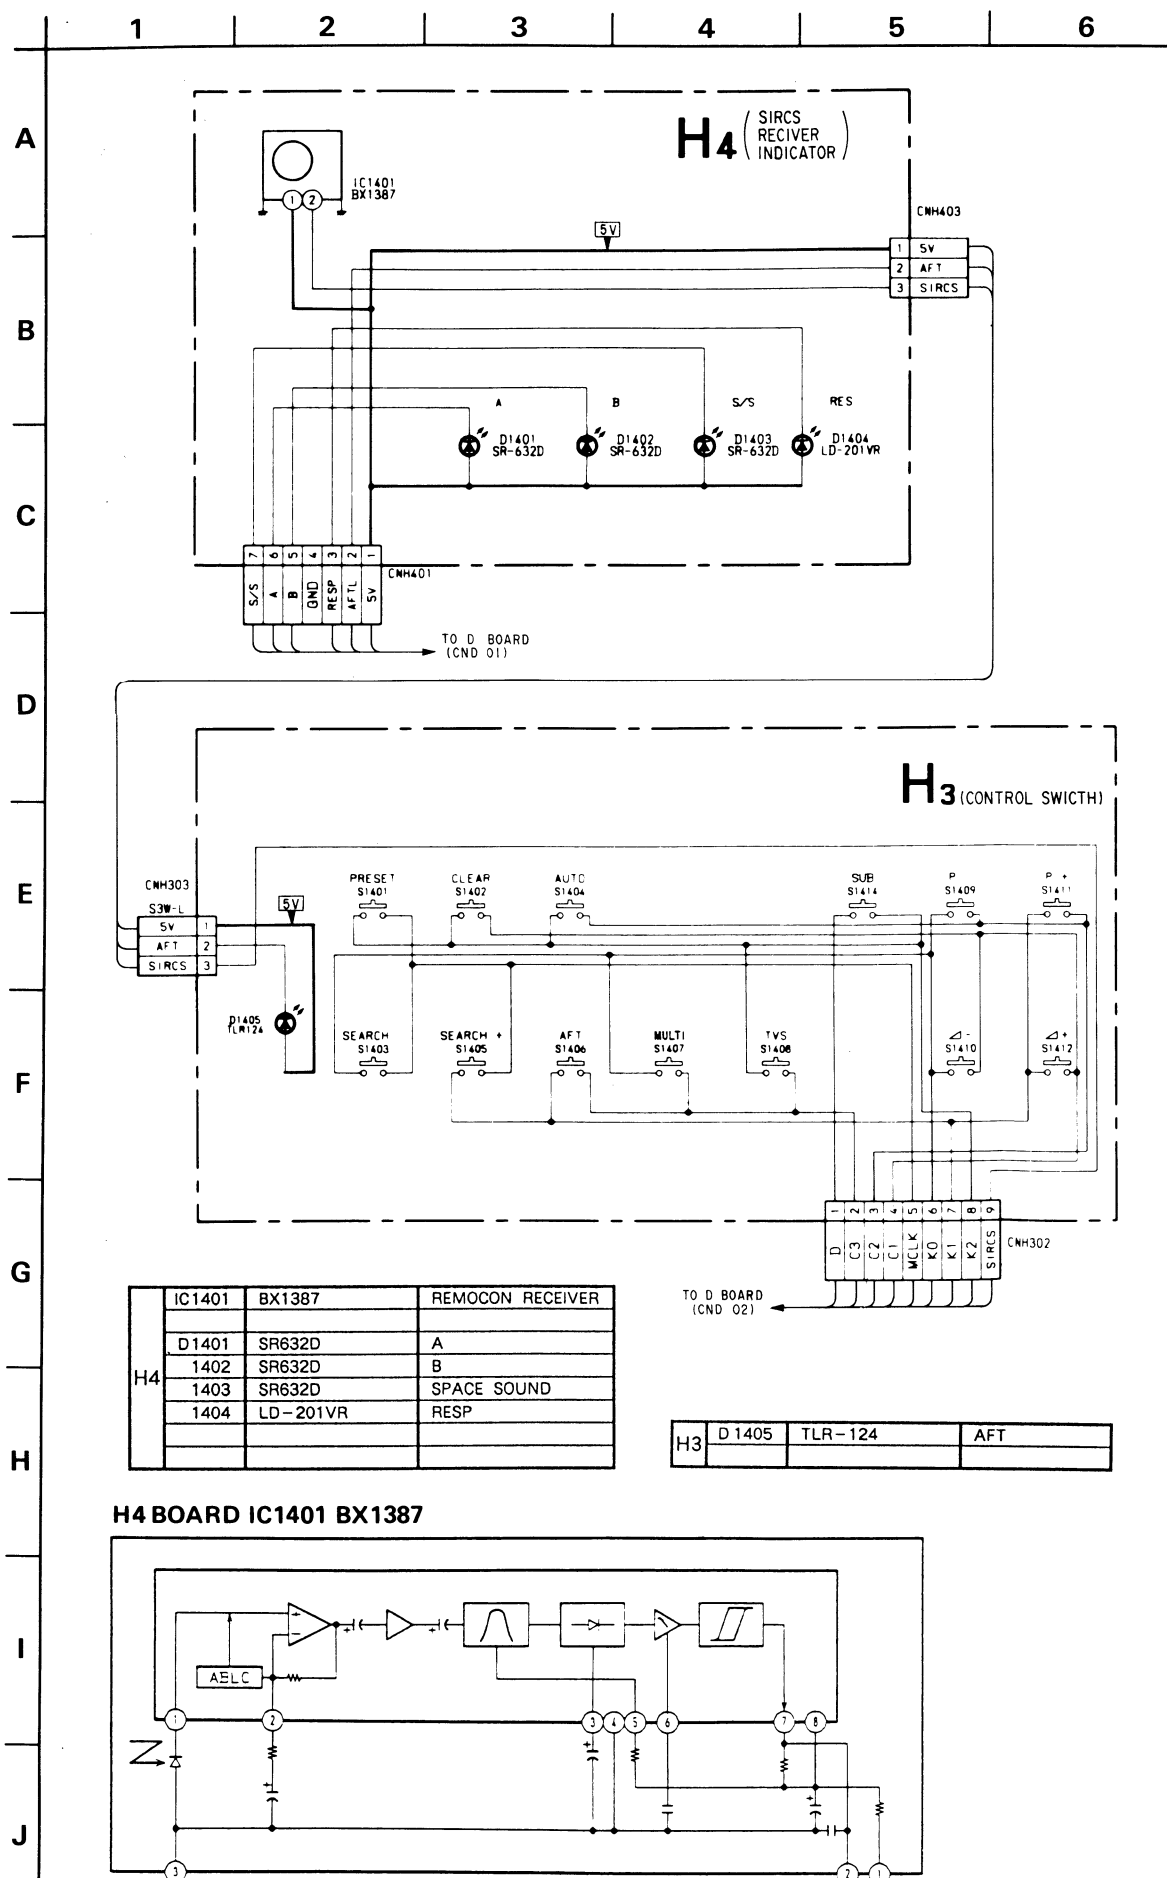 1 2 3 4 5 6
A
B
C
D
E
F
G
H
I
J
H4 (SIRCS
RECIVER
INDICATOR)
IC1401
BX1387
1 2
CNH403
5V
1 5V
2 AFT
3 SIRCS
A B S/S RES
D1401
SR-632D
D1402
SR-632D
D1403
SR-632D
D1404
LD-201VR
7 6 5 4 3 2 1
S/S A B GND RESP AFTL 5V
CNH401
TO D BOARD
(CND 01)
H3 (CONTROL SWICTH)
CNH303
S3W-L
5V 1
AFT 2
SIRCS 3
5V
D1405
TLR124
PRESET
S1401
CLEAR
S1402
AUTO
S1404
SUB
S1414
P
S1409
P +
S1411
SEARCH
S1403
SEARCH +
S1405
AFT
S1406
MULTI
S1407
TVS
S1408
⊿ -
S1410
⊿ +
S1412
1 2 3 4 5 6 7 8 9
D C3 C2 C1 MCLK K0 K1 K2 SIRCS
CNH302
TO D BOARD
(CND 02)
H4
IC1401 BX1387 REMOCON RECEIVER
D1401 SR632D A
1402 SR632D B
1403 SR632D SPACE SOUND
1404 LD-201VR RESP
H3 D1405 TLR-124 AFT
H4 BOARD IC1401 BX1387
ABLC
1 2 3 4 5 6 7 8
3 2 1